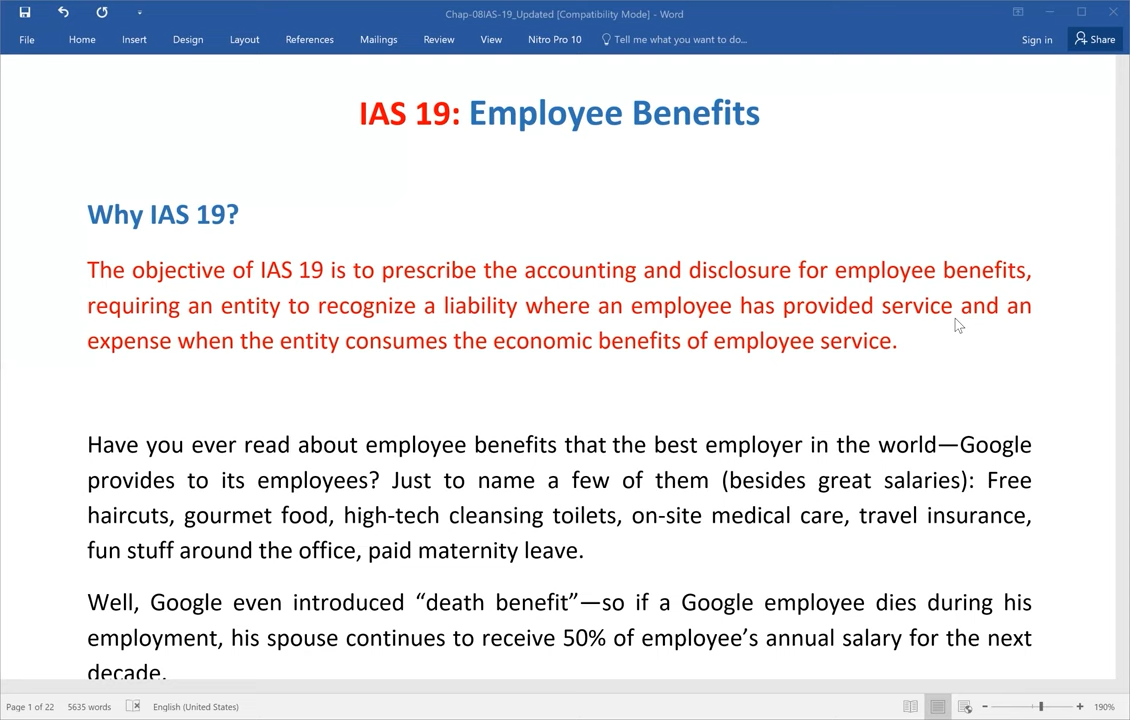 Chap-08IAS-19_Updated [Compatibility Mode] - Word
File Home Insert Design Layout References Mailings Review View Nitro Pro 10 Tell me what you want to do... Sign in Share
IAS 19: Employee Benefits
Why IAS 19?
The objective of IAS 19 is to prescribe the accounting and disclosure for employee benefits,
requiring an entity to recognize a liability where an employee has provided service and an
expense when the entity consumes the economic benefits of employee service.
Have you ever read about employee benefits that the best employer in the world—Google
provides to its employees? Just to name a few of them (besides great salaries): Free
haircuts, gourmet food, high-tech cleansing toilets, on-site medical care, travel insurance,
fun stuff around the office, paid maternity leave.
Well, Google even introduced “death benefit”—so if a Google employee dies during his
employment, his spouse continues to receive 50% of employee’s annual salary for the next
decade.
Page 1 of 22 5635 words English (United States) 190%